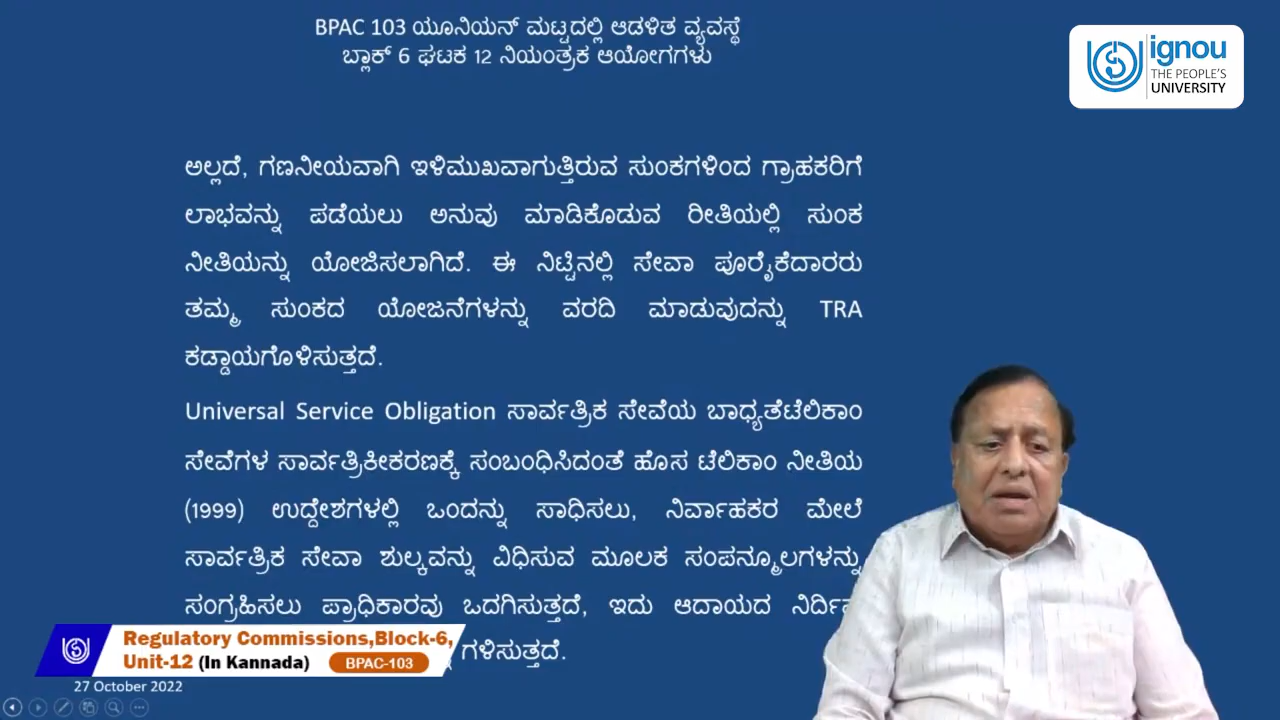 BPAC 103 ಯೂನಿಯನ್ ಮಟ್ಟದಲ್ಲಿ ಆಡಳಿತ ವ್ಯವಸ್ಥೆ
ಬ್ಲಾಕ್ 6 ಘಟಕ 12 ನಿಯಂತ್ರಕ ಆಯೋಗಗಳು
ignou
THE PEOPLE'S
UNIVERSITY
ಅಲ್ಲದೆ, ಗಣನೀಯವಾಗಿ ಇಳಿಮುಖವಾಗುತ್ತಿರುವ ಸುಂಕಗಳಿಂದ ಗ್ರಾಹಕರಿಗೆ
ಲಾಭವನ್ನು ಪಡೆಯಲು ಅನುವು ಮಾಡಿಕೊಡುವ ರೀತಿಯಲ್ಲಿ ಸುಂಕ
ನೀತಿಯನ್ನು ಯೋಜಿಸಲಾಗಿದೆ. ಈ ನಿಟ್ಟಿನಲ್ಲಿ ಸೇವಾ ಪೂರೈಕೆದಾರರು
ತಮ್ಮ ಸುಂಕದ ಯೋಜನೆಗಳನ್ನು ವರದಿ ಮಾಡುವುದನ್ನು TRA
ಕಡ್ಡಾಯಗೊಳಿಸುತ್ತದೆ.
Universal Service Obligation ಸಾರ್ವತ್ರಿಕ ಸೇವೆಯ ಬಾಧ್ಯತೆಟೆಲಿಕಾಂ
ಸೇವೆಗಳ ಸಾರ್ವತ್ರಿಕೀಕರಣಕ್ಕೆ ಸಂಬಂಧಿಸಿದಂತೆ ಹೊಸ ಟೆಲಿಕಾಂ ನೀತಿಯ
(1999) ಉದ್ದೇಶಗಳಲ್ಲಿ ಒಂದನ್ನು ಸಾಧಿಸಲು, ನಿರ್ವಾಹಕರ ಮೇಲೆ
ಸಾರ್ವತ್ರಿಕ ಸೇವಾ ಶುಲ್ಕವನ್ನು ವಿಧಿಸುವ ಮೂಲಕ ಸಂಪನ್ಮೂಲಗಳನ್ನು
ಸಂಗ್ರಹಿಸಲು ಪ್ರಾಧಿಕಾರವು ಒದಗಿಸುತ್ತದೆ, ಇದು ಆದಾಯದ
ಗಳಿಸುತ್ತದೆ.
Regulatory Commissions,Block-6,
Unit-12 (In Kannada) BPAC-103
27 October 2022